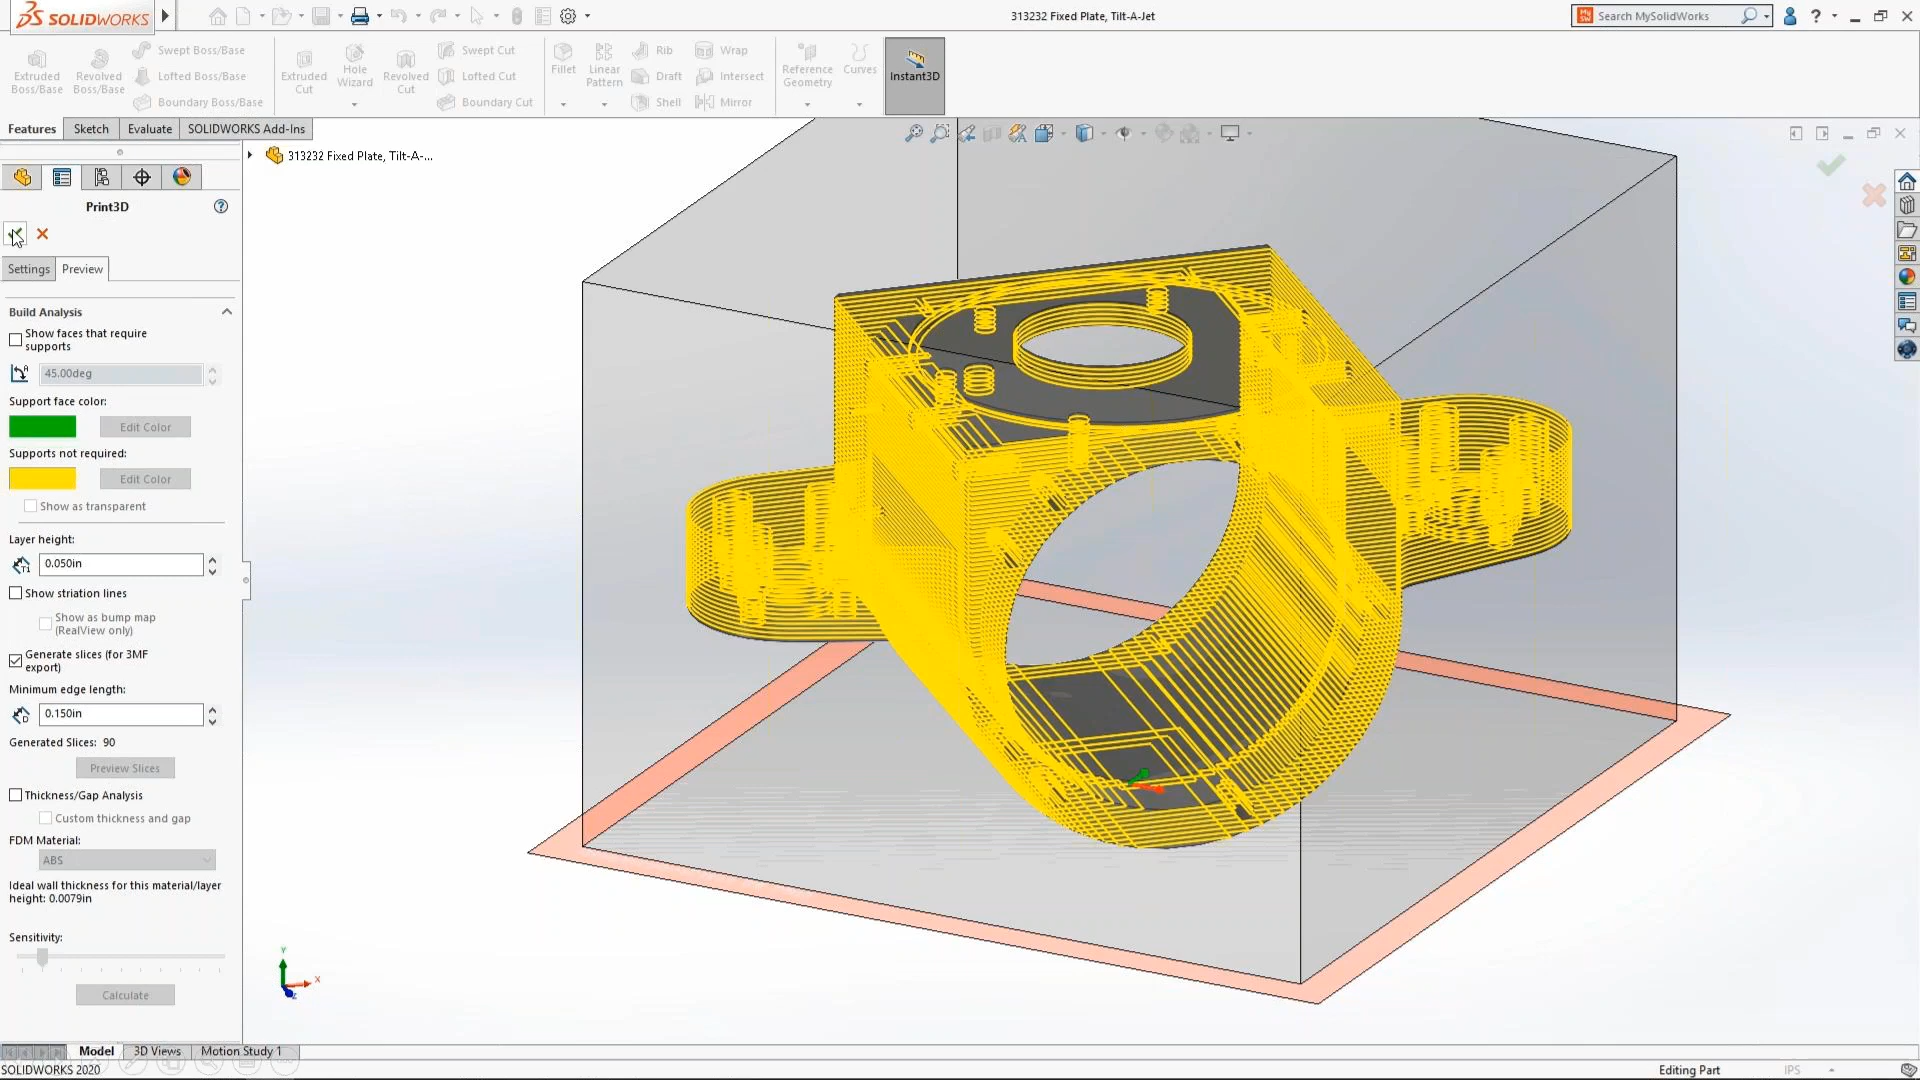 SOLIDWORKS
313232 Fixed Plate, Tilt-A-Jet
Search MySolidWorks
?
Extruded Boss/Base
Revolved Boss/Base
Swept Boss/Base
Lofted Boss/Base
Boundary Boss/Base
Extruded Cut
Hole Wizard
Revolved Cut
Swept Cut
Lofted Cut
Boundary Cut
Fillet
Linear Pattern
Rib
Draft
Shell
Wrap
Intersect
Mirror
Reference Geometry
Curves
Instant3D
Features
Sketch
Evaluate
SOLIDWORKS Add-Ins
313232 Fixed Plate, Tilt-A-...
Print3D
?
Settings
Preview
Build Analysis
Show faces that require
supports
45.00deg
Support face color:
Edit Color
Supports not required:
Edit Color
Show as transparent
Layer height:
0.050in
Show striation lines
Show as bump map
(RealView only)
Generate slices (for 3MF
export)
Minimum edge length:
0.150in
Generated Slices: 90
Preview Slices
Thickness/Gap Analysis
Custom thickness and gap
FDM Material:
ABS
Ideal wall thickness for this material/layer
height: 0.0079in
Sensitivity:
Calculate
Y
X
Z
Model
3D Views
Motion Study 1
SOLIDWORKS 2020
Editing Part
IPS